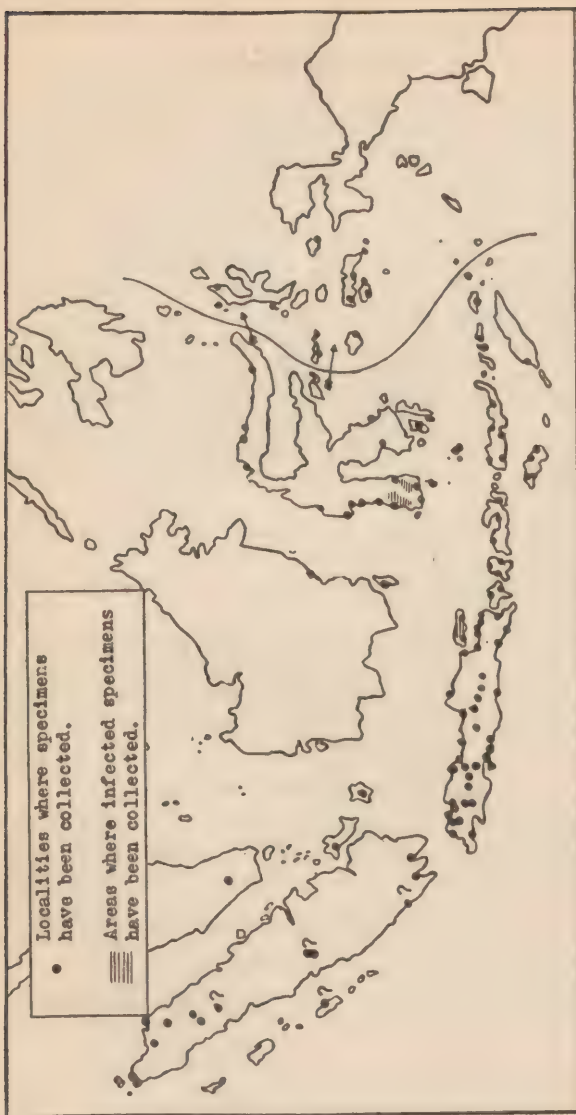 Localities where specimens
have been collected.
Areas where infected specimens
have been collected.
?
?
?
?